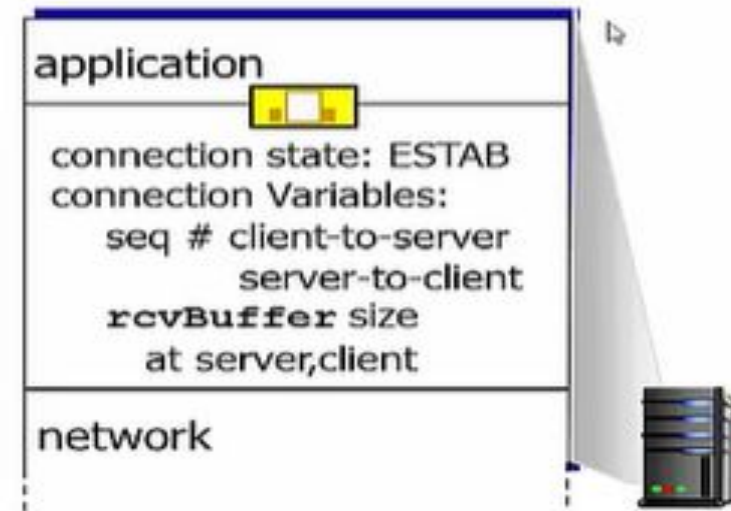 application
connection state: ESTAB
connection Variables:
seq # client-to-server
server-to-client
rcvBuffer size
at server,client
network